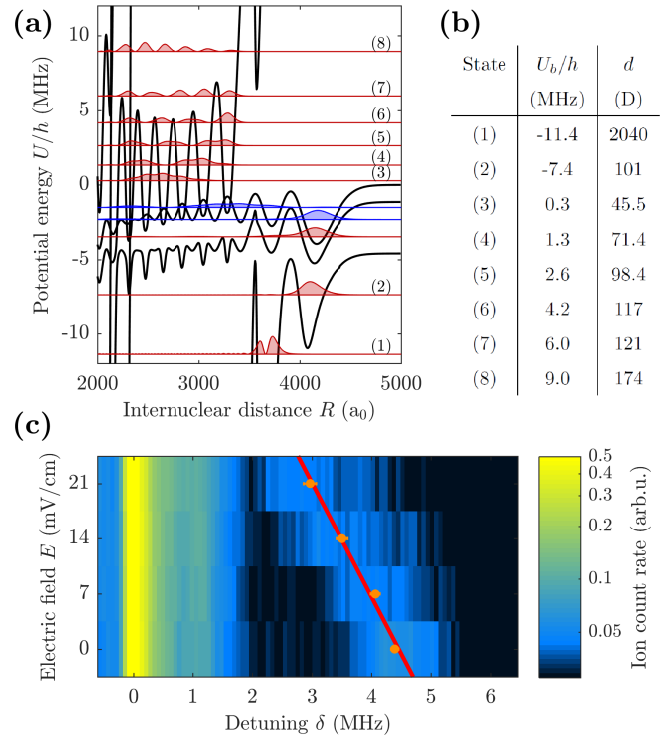 (a)
Potential energy U/h (MHz)
10
5
0
-5
-10
(8)
(7)
(6)
(5)
(4)
(3)
(2)
(1)
2000 3000 4000 5000
Internuclear distance R (a₀)
(b)
State U_b/h d
(MHz) (D)
(1) -11.4 2040
(2) -7.4 101
(3) 0.3 45.5
(4) 1.3 71.4
(5) 2.6 98.4
(6) 4.2 117
(7) 6.0 121
(8) 9.0 174
(c)
Electric field E (mV/cm)
21
14
7
0
0 1 2 3 4 5 6
Detuning δ (MHz)
0.5
0.4
0.3
0.2
0.1
0.05
Ion count rate (arb.u.)